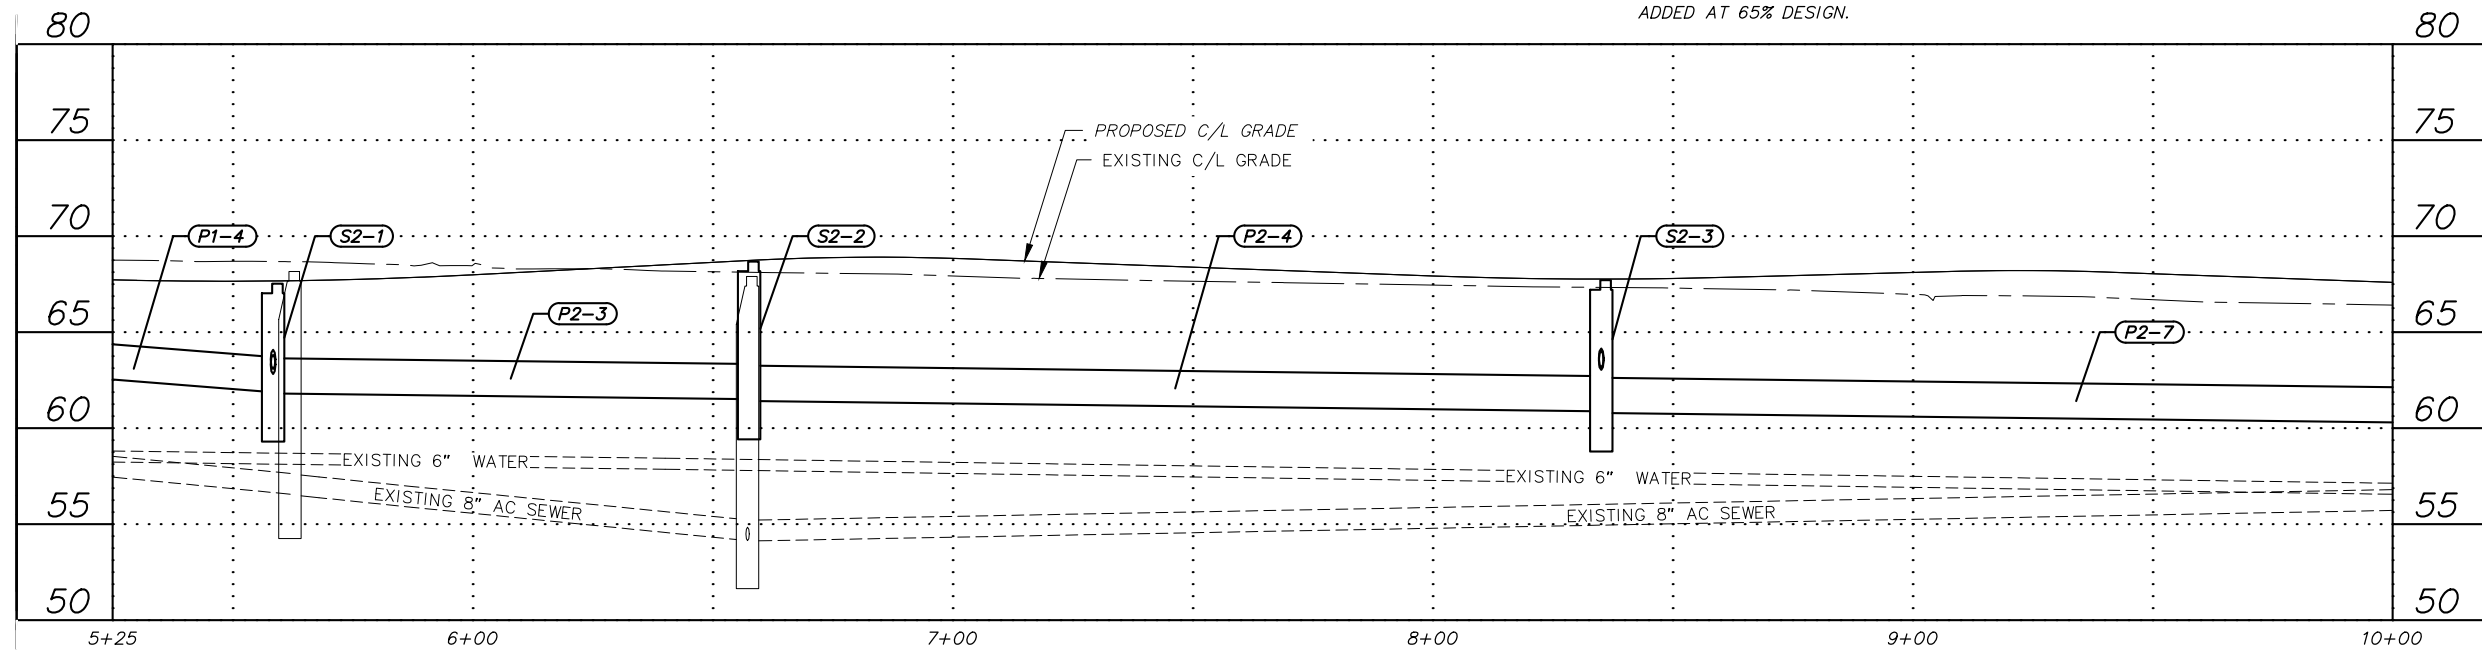 ADDED AT 65% DESIGN.
80 80
75 75
PROPOSED C/L GRADE
EXISTING C/L GRADE
70 70
P1-4 S2-1 S2-2 P2-4 S2-3
P2-3
65 65
P2-7
60 60
EXISTING 6" WATER
EXISTING 6" WATER
EXISTING 8" AC SEWER
EXISTING 8" AC SEWER
55 55
50 50
5+25 6+00 7+00 8+00 9+00 10+00